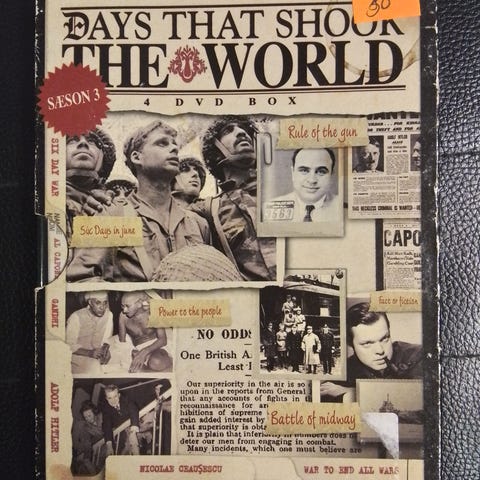 30
DAYS THAT SHOOK
THE WORLD
4 DVD BOX
SÆSON 3
SIX DAY WAR
AL CAPONE
GANDHI
ADOLF HITLER
Rule of the gun
Six Days in june
CAPO
Power to the people
Face or fiction
NO ODDS
One British A.
Least
Our superiority in the air is so
upon in the reports from General
that any accounts of fights in
reconnaissance for
hibitions of supreme
gain added interest by
that superiority is
It is plain that inferiority in numbers does
deter our men from engaging in combat.
Many incidents, which one must believe are
Battle of midway
NICOLAE CEAUŞESCU
WAR TO END ALL WARS